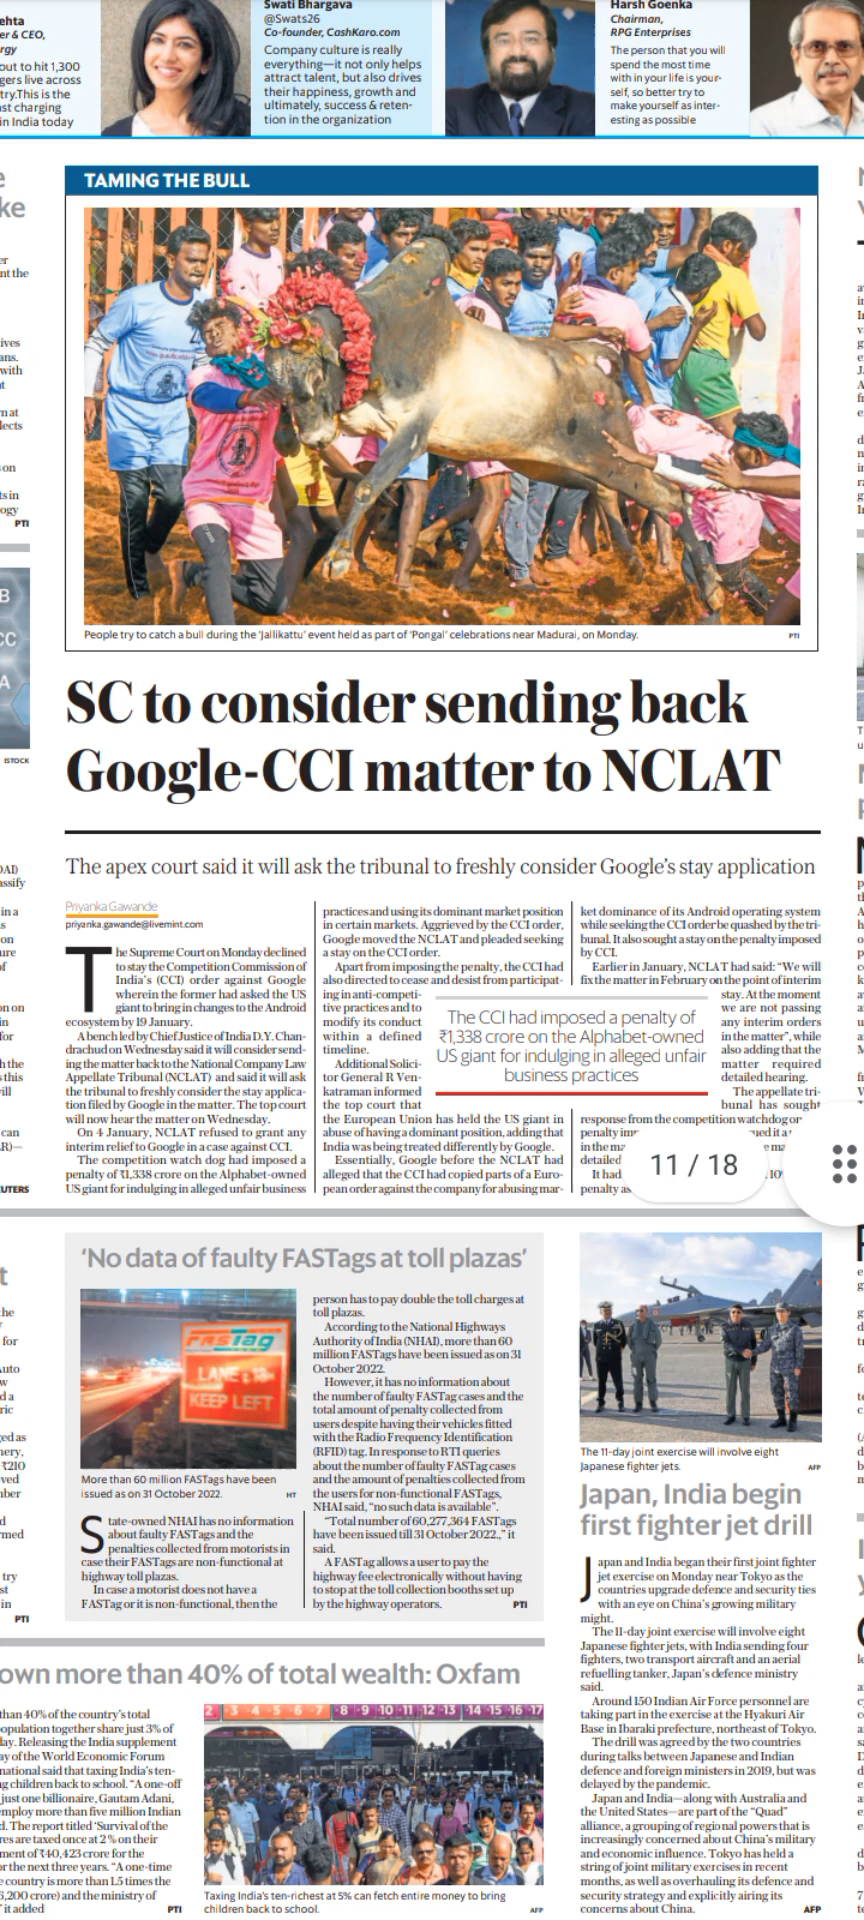 ehta
er & CEO,
rgy
out to hit 1,300
gers live across
try.This is the
ast charging
in India today
Swati Bhargava
@Swats26
Co-founder, CashKaro.com
Company culture is really
everything—it not only helps
attract talent, but also drives
their happiness, growth and
ultimately, success & reten-
tion in the organization
Harsh Goenka
Chairman,
RPG Enterprises
The person that you will
spend the most time
with in your life is your-
self, so better try to
make yourself as inter-
esting as possible
TAMING THE BULL
People try to catch a bull during the 'Jallikattu' event held as part of 'Pongal' celebrations near Madurai, on Monday.
PTI
SC to consider sending back
Google-CCI matter to NCLAT
The apex court said it will ask the tribunal to freshly consider Google's stay application
Priyanka Gawande
priyanka.gawande@livemint.com
The Supreme Court on Monday declined
to stay the Competition Commission of
India's (CCI) order against Google
wherein the former had asked the US
giant to bring in changes to the Android
ecosystem by 19 January.
A bench led by Chief Justice of India D.Y. Chan-
drachud on Wednesday said it will consider send-
ing the matter back to the National Company Law
Appellate Tribunal (NCLAT) and said it will ask
the tribunal to freshly consider the stay applica-
tion filed by Google in the matter. The top court
will now hear the matter on Wednesday.
On 4 January, NCLAT refused to grant any
interim relief to Google in a case against CCI.
The competition watch dog had imposed a
penalty of ₹1,338 crore on the Alphabet-owned
US giant for indulging in alleged unfair business
practices and using its dominant market position
in certain markets. Aggrieved by the CCI order,
Google moved the NCLAT and pleaded seeking
a stay on the CCI order.
Apart from imposing the penalty, the CCI had
also directed to cease and desist from participat-
ing in anti-competi-
tive practices and to
modify its conduct
within a defined
timeline.
Additional Solici-
tor General R Ven-
kataraman informed
the top court that
the European Union has held the US giant in
abuse of having a dominant position, adding that
India was being treated differently by Google.
Essentially, Google before the NCLAT had
alleged that the CCI had copied parts of a Euro-
pean order against the company for abusing mar-
The CCI had imposed a penalty of
₹1,338 crore on the Alphabet-owned
US giant for indulging in alleged unfair
business practices
ket dominance of its Android operating system
while seeking the CCI order be quashed by the tri-
bunal. It also sought a stay on the penalty imposed
by CCI.
Earlier in January, NCLAT had said: "We will
fix the matter in February on the point of interim
stay. At the moment
we are not passing
any interim orders
in the matter", while
also adding that the
matter required
detailed hearing.
The appellate tri-
bunal has sought
response from the competition watchdog on
penalty
in the
detailed
It had
penalty
11 / 18
'No data of faulty FASTags at toll plazas'
FASTag
LANE
KEEP LEFT
More than 60 million FASTags have been
issued as on 31 October 2022.
HT
State-owned NHAI has no information
about faulty FASTags and the
penalties collected from motorists in
case their FASTags are non-functional at
highway toll plazas.
In case a motorist does not have a
FASTag or it is non-functional, then the
person has to pay double the toll charges at
toll plazas.
According to the National Highways
Authority of India (NHAI), more than 60
million FASTags have been issued as on 31
October 2022.
However, it has no information about
the number of faulty FASTag cases and the
total amount of penalty collected from
users despite having their vehicles fitted
with the Radio Frequency Identification
(RFID) tag. In response to RTI queries
about the number of faulty FASTag cases
and the amount of penalties collected from
the users for non-functional FASTags,
NHAI said, "no such data is available".
"Total number of 60,277,364 FASTags
have been issued till 31 October 2022.," it
said.
A FASTag allows a user to pay the
highway fee electronically without having
to stop at the toll collection booths set up
by the highway operators.
PTI
The 11-day joint exercise will involve eight
Japanese fighter jets.
AFP
Japan, India begin
first fighter jet drill
Japan and India began their first joint fighter
jet exercise on Monday near Tokyo as the
countries upgrade defence and security ties
with an eye on China's growing military
might.
The 11-day joint exercise will involve eight
Japanese fighter jets, with India sending four
fighters, two transport aircraft and an aerial
refuelling tanker, Japan's defence ministry
said.
Around 150 Indian Air Force personnel are
taking part in the exercise at the Hyakuri Air
Base in Ibaraki prefecture, northeast of Tokyo.
The drill was agreed by the two countries
during talks between Japanese and Indian
defence and foreign ministers in 2019, but was
delayed by the pandemic.
Japan and India—along with Australia and
the United States—are part of the "Quad"
alliance, a grouping of regional powers that is
increasingly concerned about China's military
and economic influence. Tokyo has held a
string of joint military exercises in recent
months, as well as overhauling its defence and
security strategy and explicitly airing its
concerns about China.
AFP
own more than 40% of total wealth: Oxfam
than 40% of the country's total
population together share just 3% of
day. Releasing the India supplement
ay of the World Economic Forum
national said that taxing India's ten-
ng children back to school. "A one-off
just one billionaire, Gautam Adani,
employ more than five million Indian
d. The report titled 'Survival of the
res are taxed once at 2% on their
ment of ₹40,423 crore for the
or the next three years. "A one-time
e country is more than 1.5 times the
6,200 crore) and the ministry of
" it added
PTI
2 ·3 ·4 ·5 ·6 ·7 ·8 ·9 ·10 ·11 ·12 ·13 ·14 ·15 ·16 ·17
Taxing India's ten-richest at 5% can fetch entire money to bring
children back to school.
AFP